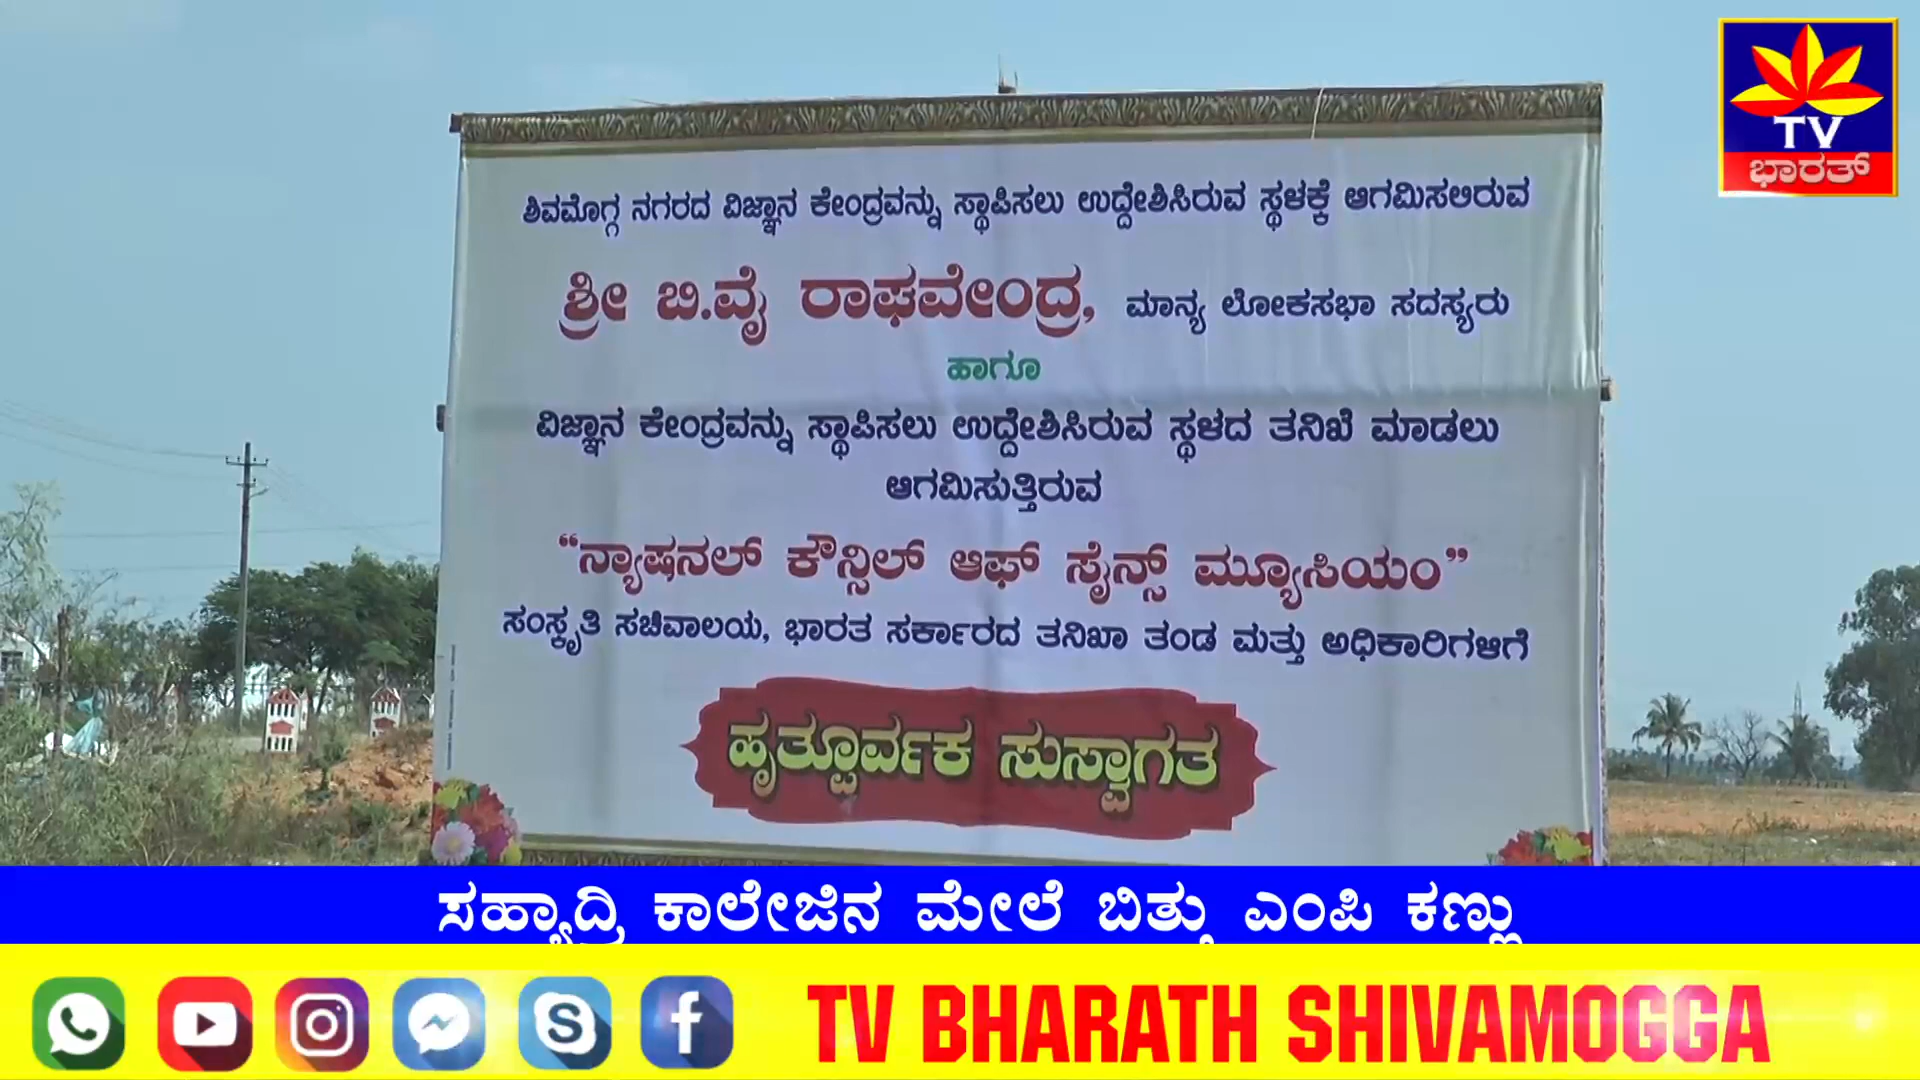 TV
ಭಾರತ್
ಶಿವಮೊಗ್ಗ ನಗರದ ವಿಜ್ಞಾನ ಕೇಂದ್ರವನ್ನು ಸ್ಥಾಪಿಸಲು ಉದ್ದೇಶಿಸಿರುವ ಸ್ಥಳಕ್ಕೆ ಆಗಮಿಸಲಿರುವ
ಶ್ರೀ ಬಿ.ವೈ ರಾಘವೇಂದ್ರ, ಮಾನ್ಯ ಲೋಕಸಭಾ ಸದಸ್ಯರು
ಹಾಗೂ
ವಿಜ್ಞಾನ ಕೇಂದ್ರವನ್ನು ಸ್ಥಾಪಿಸಲು ಉದ್ದೇಶಿಸಿರುವ ಸ್ಥಳದ ತನಿಖೆ ಮಾಡಲು
ಆಗಮಿಸುತ್ತಿರುವ
“ನ್ಯಾಷನಲ್ ಕೌನ್ಸಿಲ್ ಆಫ್ ಸೈನ್ಸ್ ಮ್ಯೂಸಿಯಂ”
ಸಂಸ್ಕೃತಿ ಸಚಿವಾಲಯ, ಭಾರತ ಸರ್ಕಾರದ ತನಿಖಾ ತಂಡ ಮತ್ತು ಅಧಿಕಾರಿಗಳಿಗೆ
ಹೃತ್ಪೂರ್ವಕ ಸುಸ್ವಾಗತ
ಸಹ್ಯಾದ್ರಿ ಕಾಲೇಜಿನ ಮೇಲೆ ಬಿತ್ತು ಎಂಪಿ ಕಣ್ಣು
TV BHARATH SHIVAMOGGA